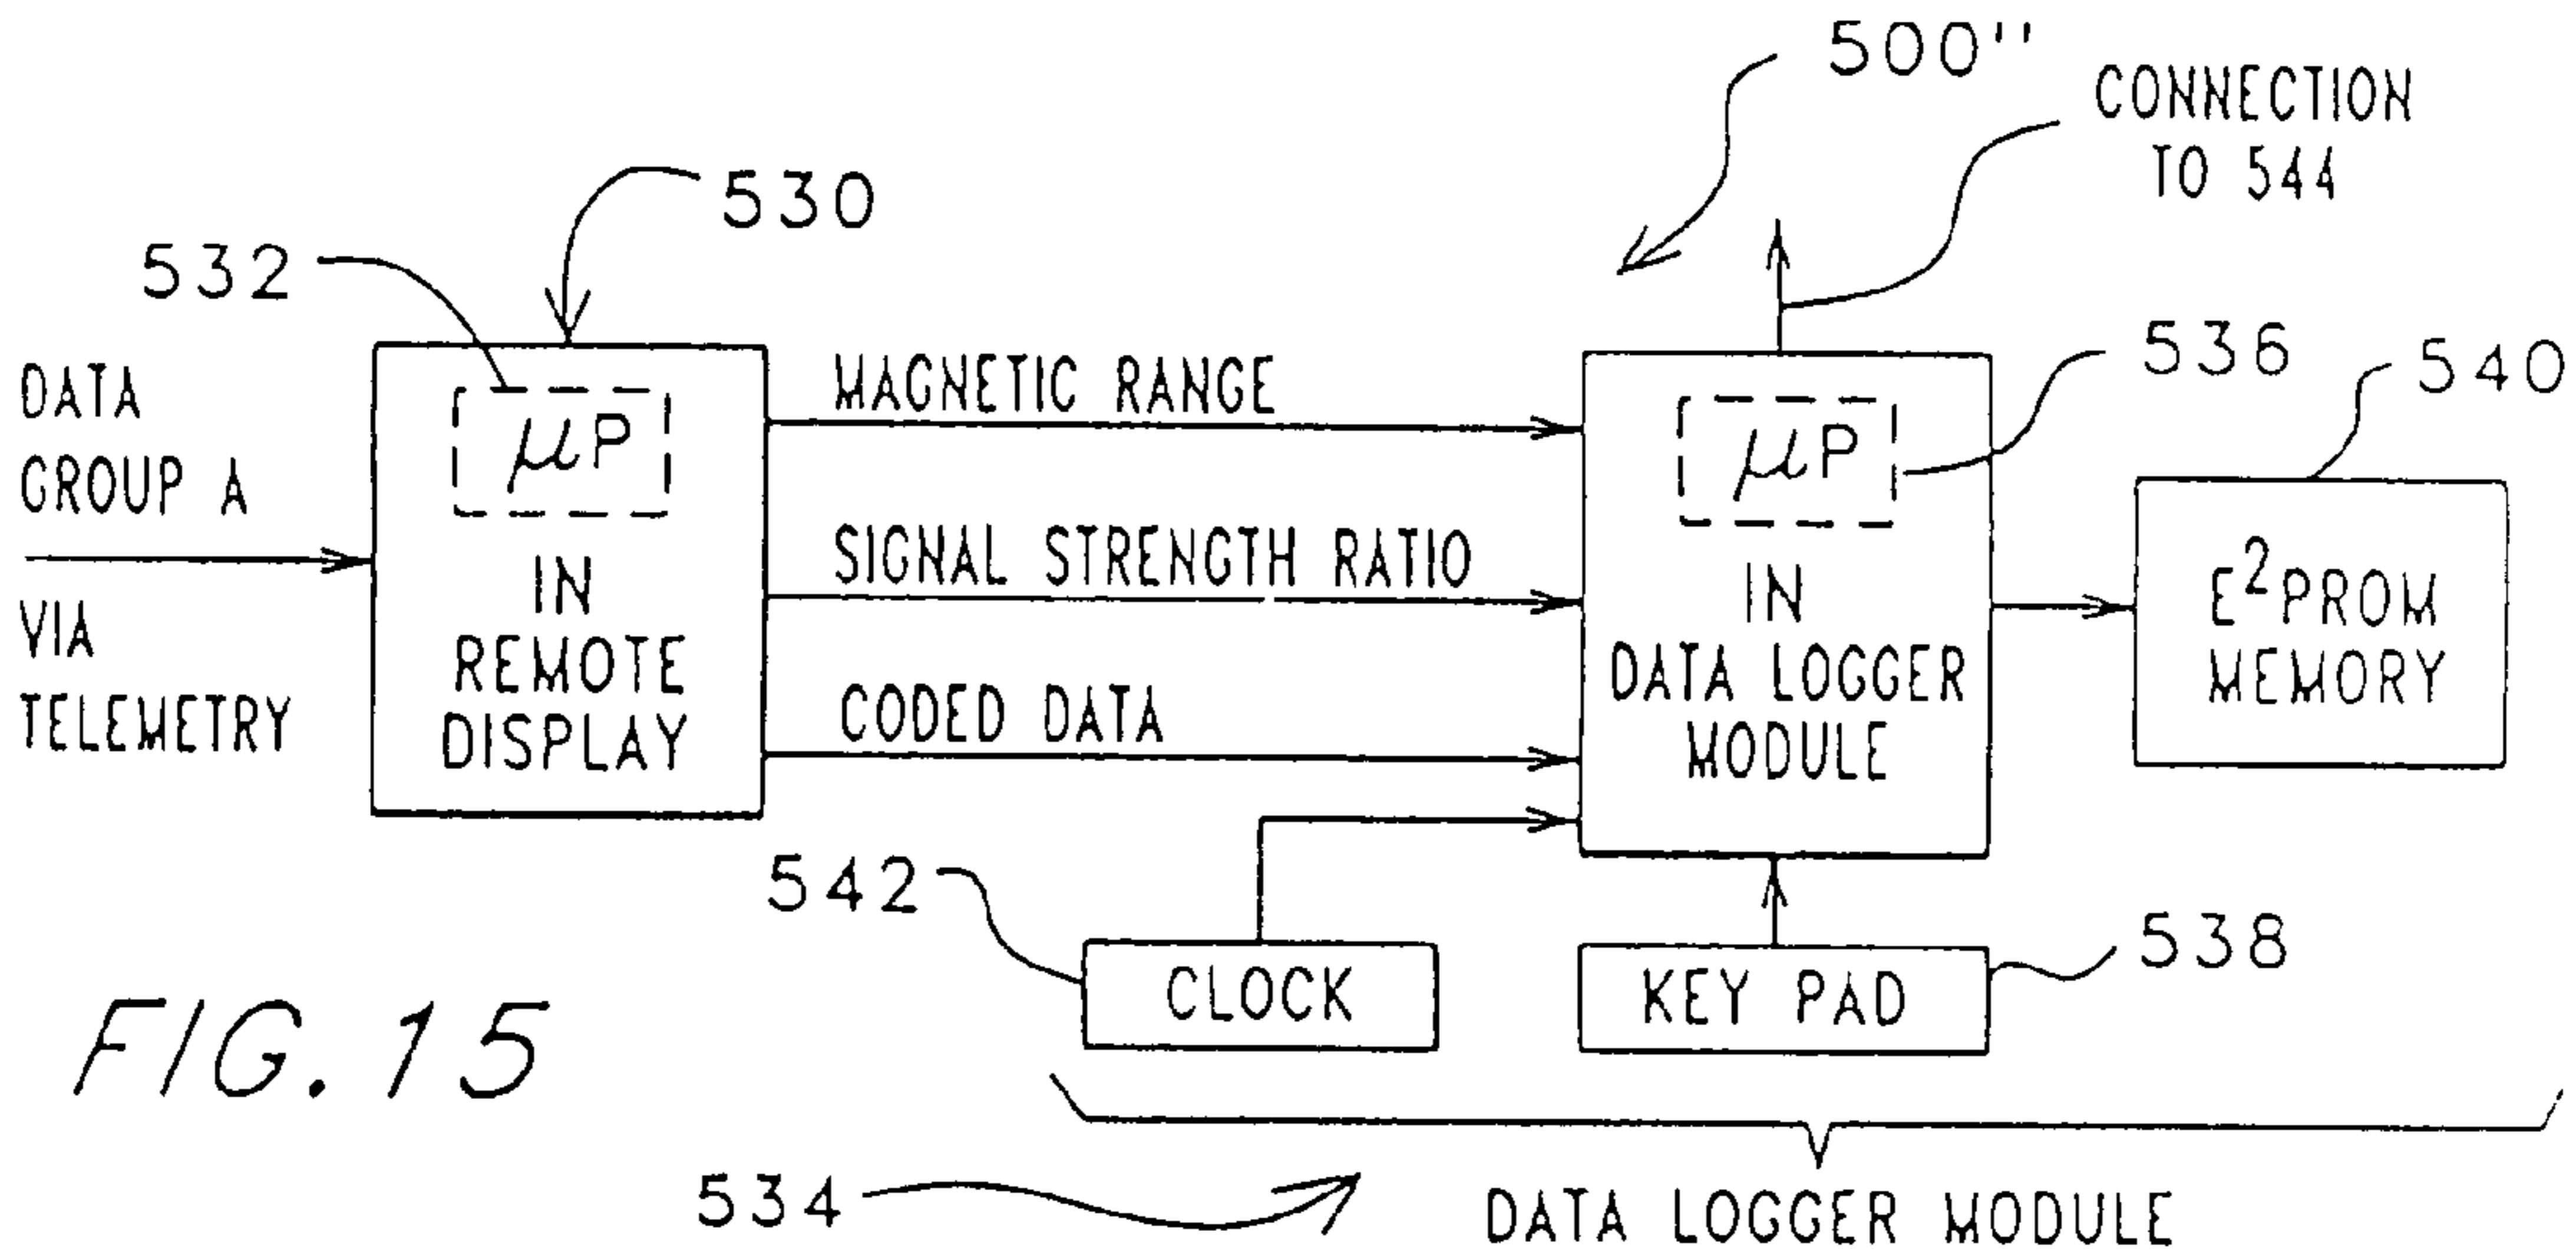 500''
CONNECTION
TO 544
530
532
536
540
DATA
GROUP A
VIA
TELEMETRY
μP
IN
REMOTE
DISPLAY
MAGNETIC RANGE
SIGNAL STRENGTH RATIO
CODED DATA
μP
IN
DATA LOGGER
MODULE
E²PROM
MEMORY
542
CLOCK
KEY PAD
538
FIG. 15
534
DATA LOGGER MODULE